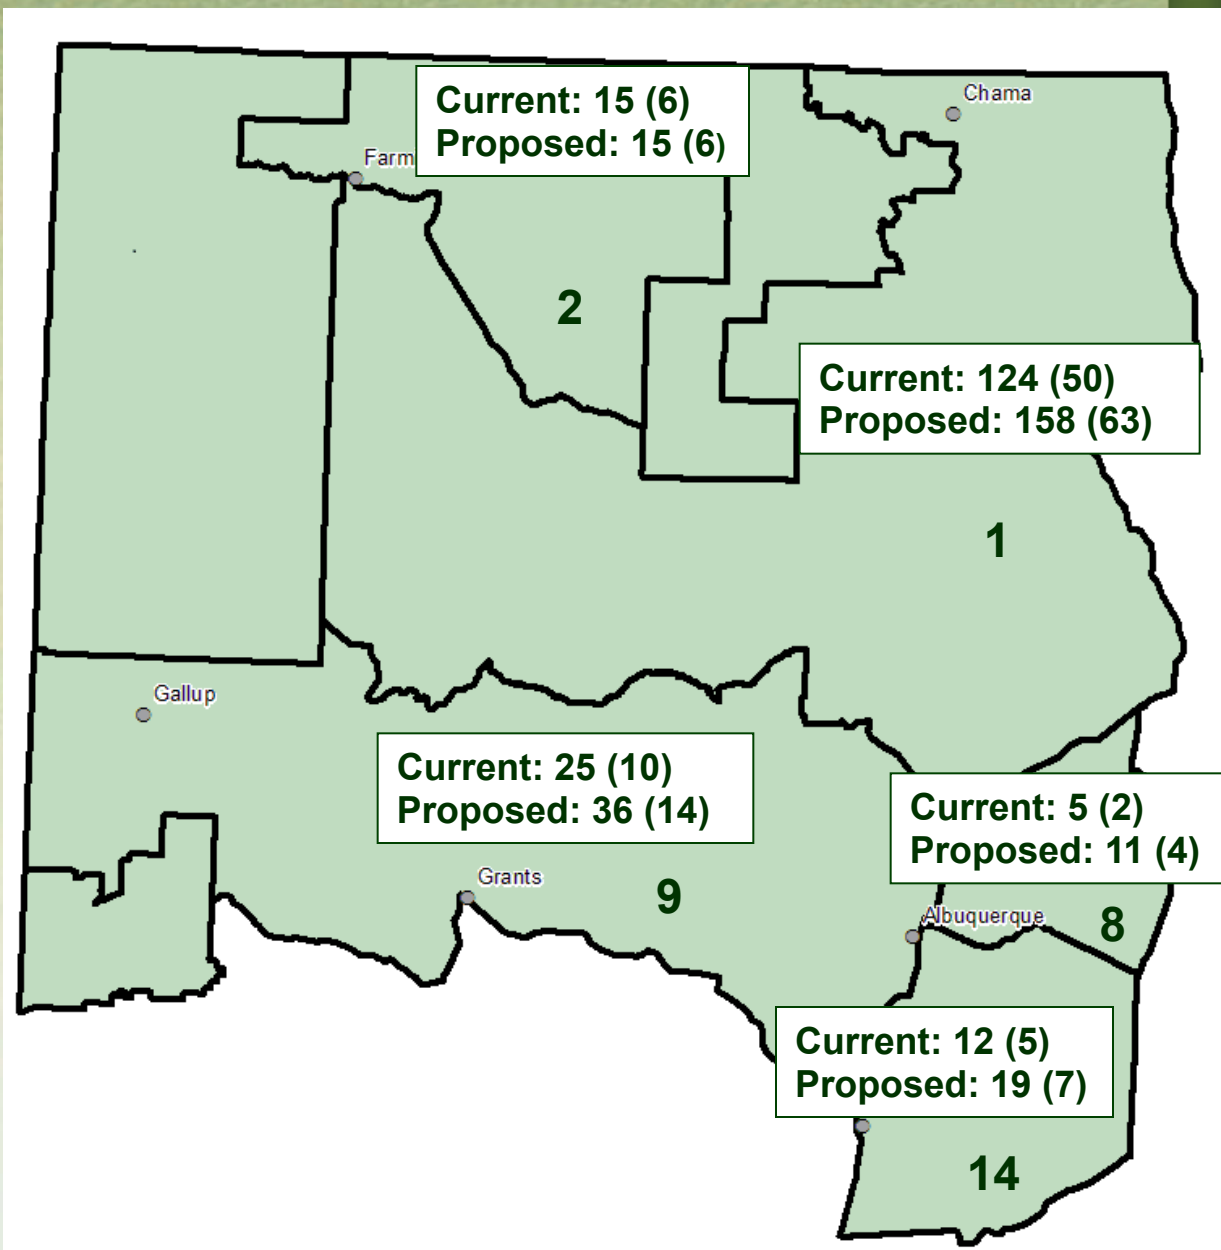 Chama
Current: 15 (6)
Proposed: 15 (6)
2
Current: 124 (50)
Proposed: 158 (63)
1
Gallup
Current: 25 (10)
Proposed: 36 (14)
Current: 5 (2)
Proposed: 11 (4)
Grants
9
Albuquerque
8
Current: 12 (5)
Proposed: 19 (7)
14